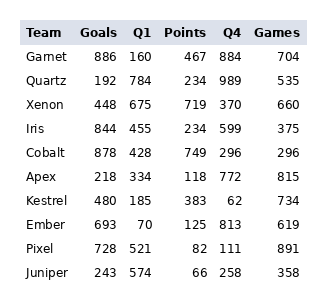 Team Goals Q1 Points Q4 Games
Garnet 886 160 467 884 704
Quartz 192 784 234 989 535
Xenon 448 675 719 370 660
Iris 844 455 234 599 375
Cobalt 878 428 749 296 296
Apex 218 334 118 772 815
Kestrel 480 185 383 62 734
Ember 693 70 125 813 619
Pixel 728 521 82 111 891
Juniper 243 574 66 258 358